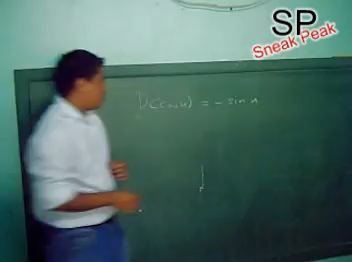 SP
Sneak Peak
D(cos u) = - sin u